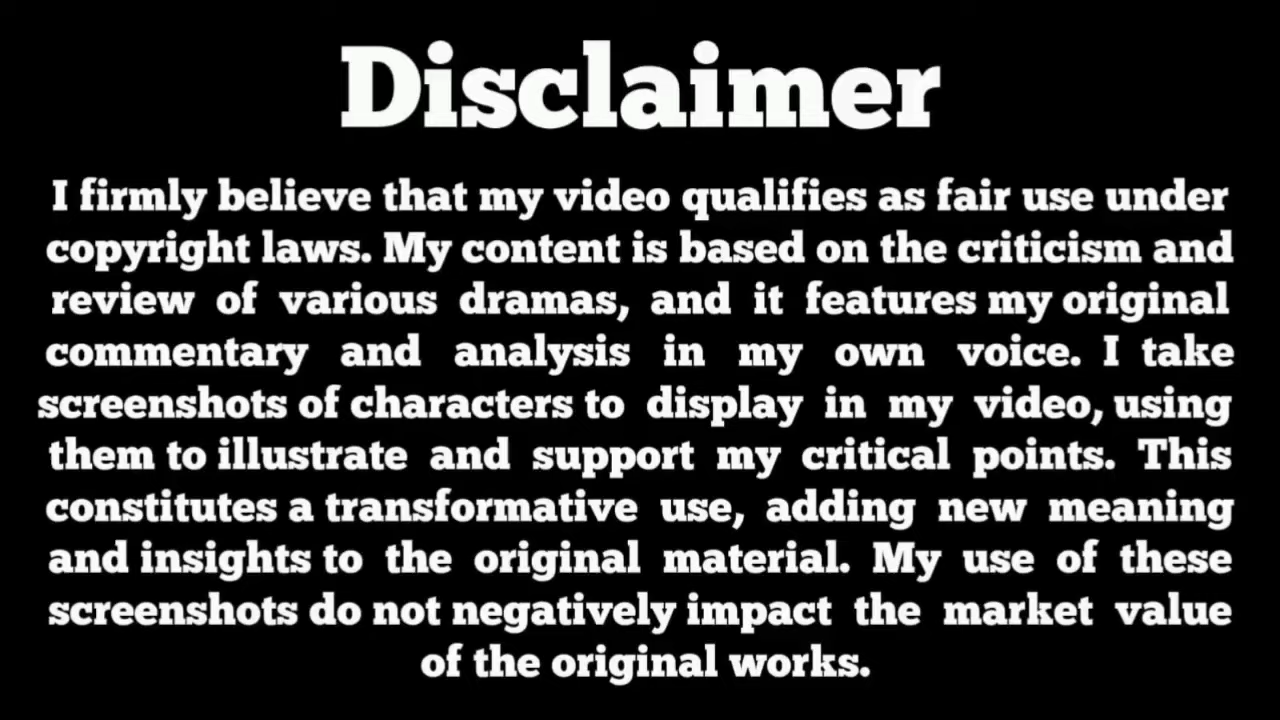 Disclaimer
I firmly believe that my video qualifies as fair use under
copyright laws. My content is based on the criticism and
review of various dramas, and it features my original
commentary and analysis in my own voice. I take
screenshots of characters to display in my video, using
them to illustrate and support my critical points. This
constitutes a transformative use, adding new meaning
and insights to the original material. My use of these
screenshots do not negatively impact the market value
of the original works.